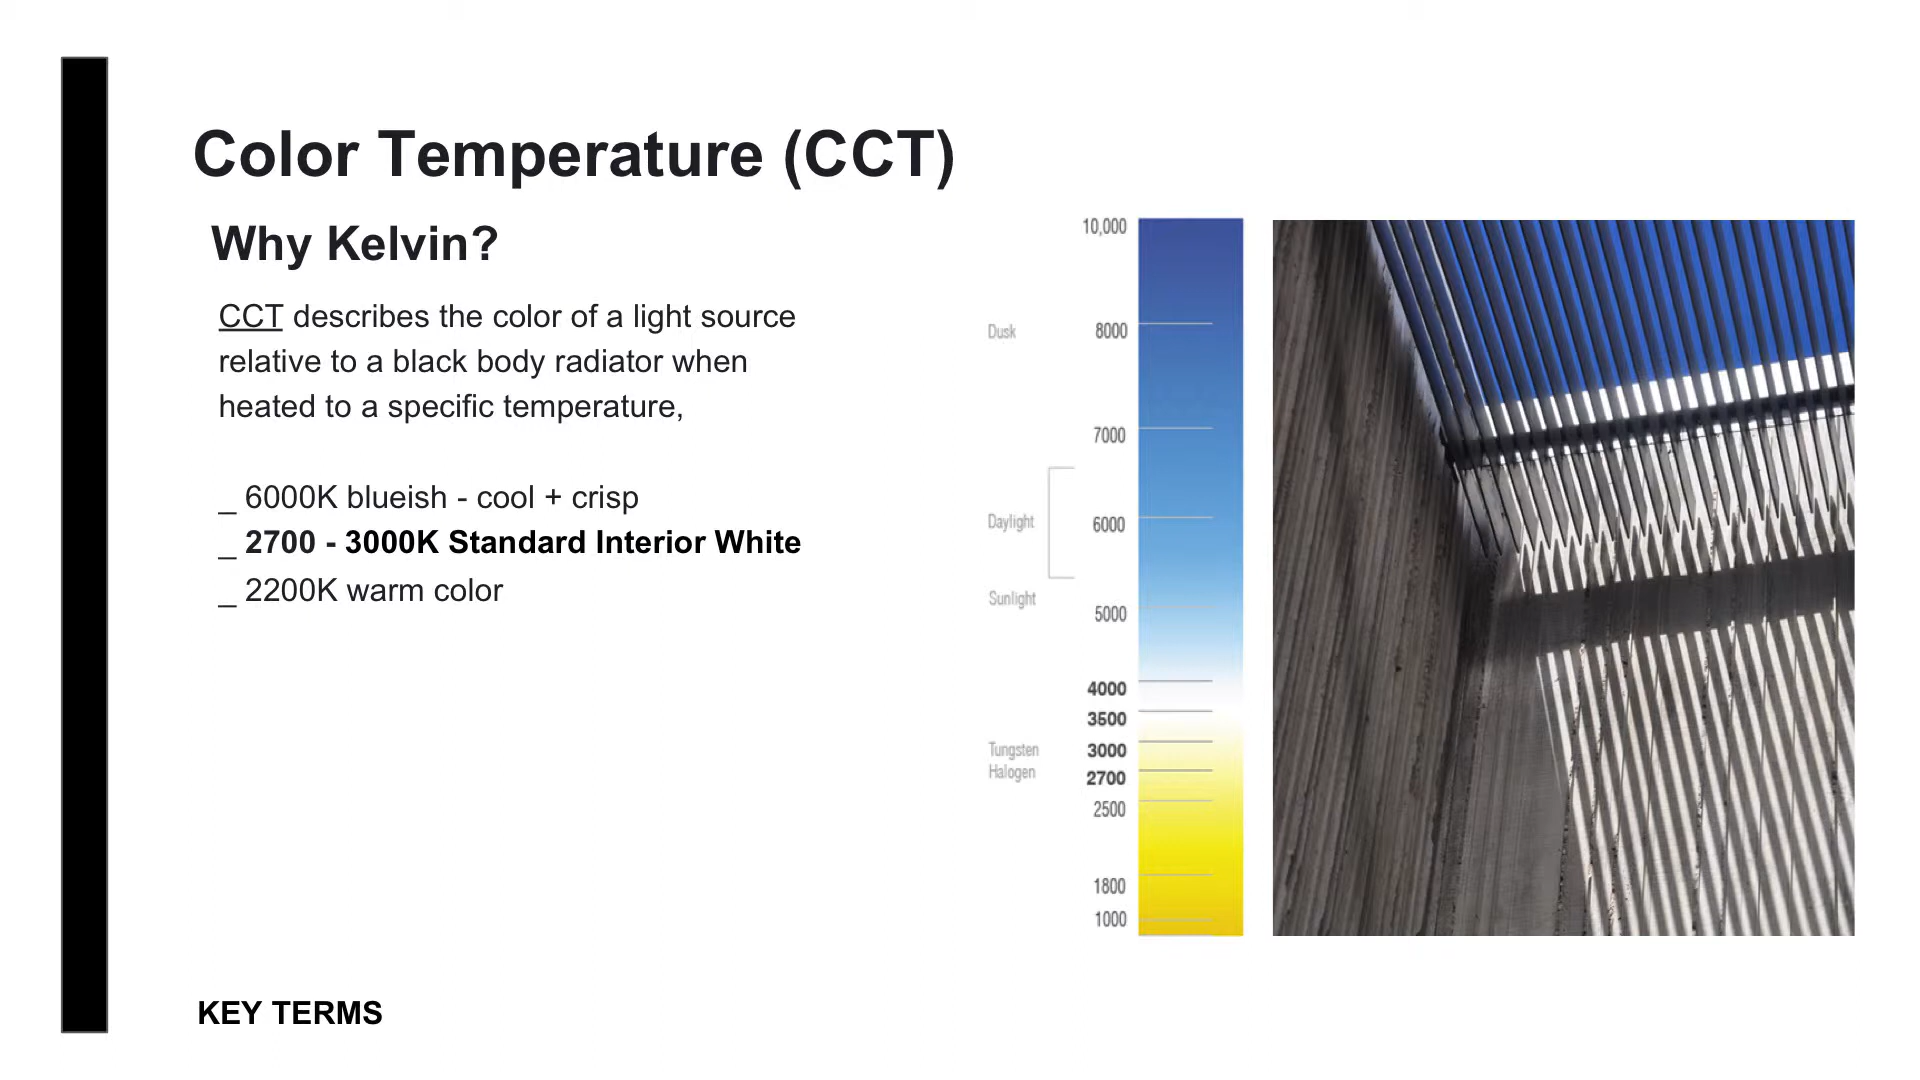 Color Temperature (CCT)
Why Kelvin?
CCT describes the color of a light source
relative to a black body radiator when
heated to a specific temperature,
_ 6000K blueish - cool + crisp
_ 2700 - 3000K Standard Interior White
_ 2200K warm color
10,000
Dusk 8000
7000
Daylight 6000
Sunlight
5000
4000
3500
Tungsten 3000
Halogen 2700
2500
1800
1000
KEY TERMS